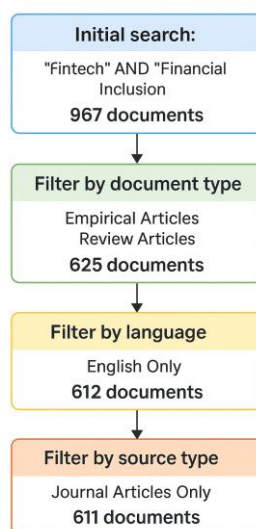 Initial search:
"Fintech" AND "Financial
Inclusion
967 documents
Filter by document type
Empirical Articles
Review Articles
625 documents
Filter by language
English Only
612 documents
Filter by source type
Journal Articles Only
611 documents